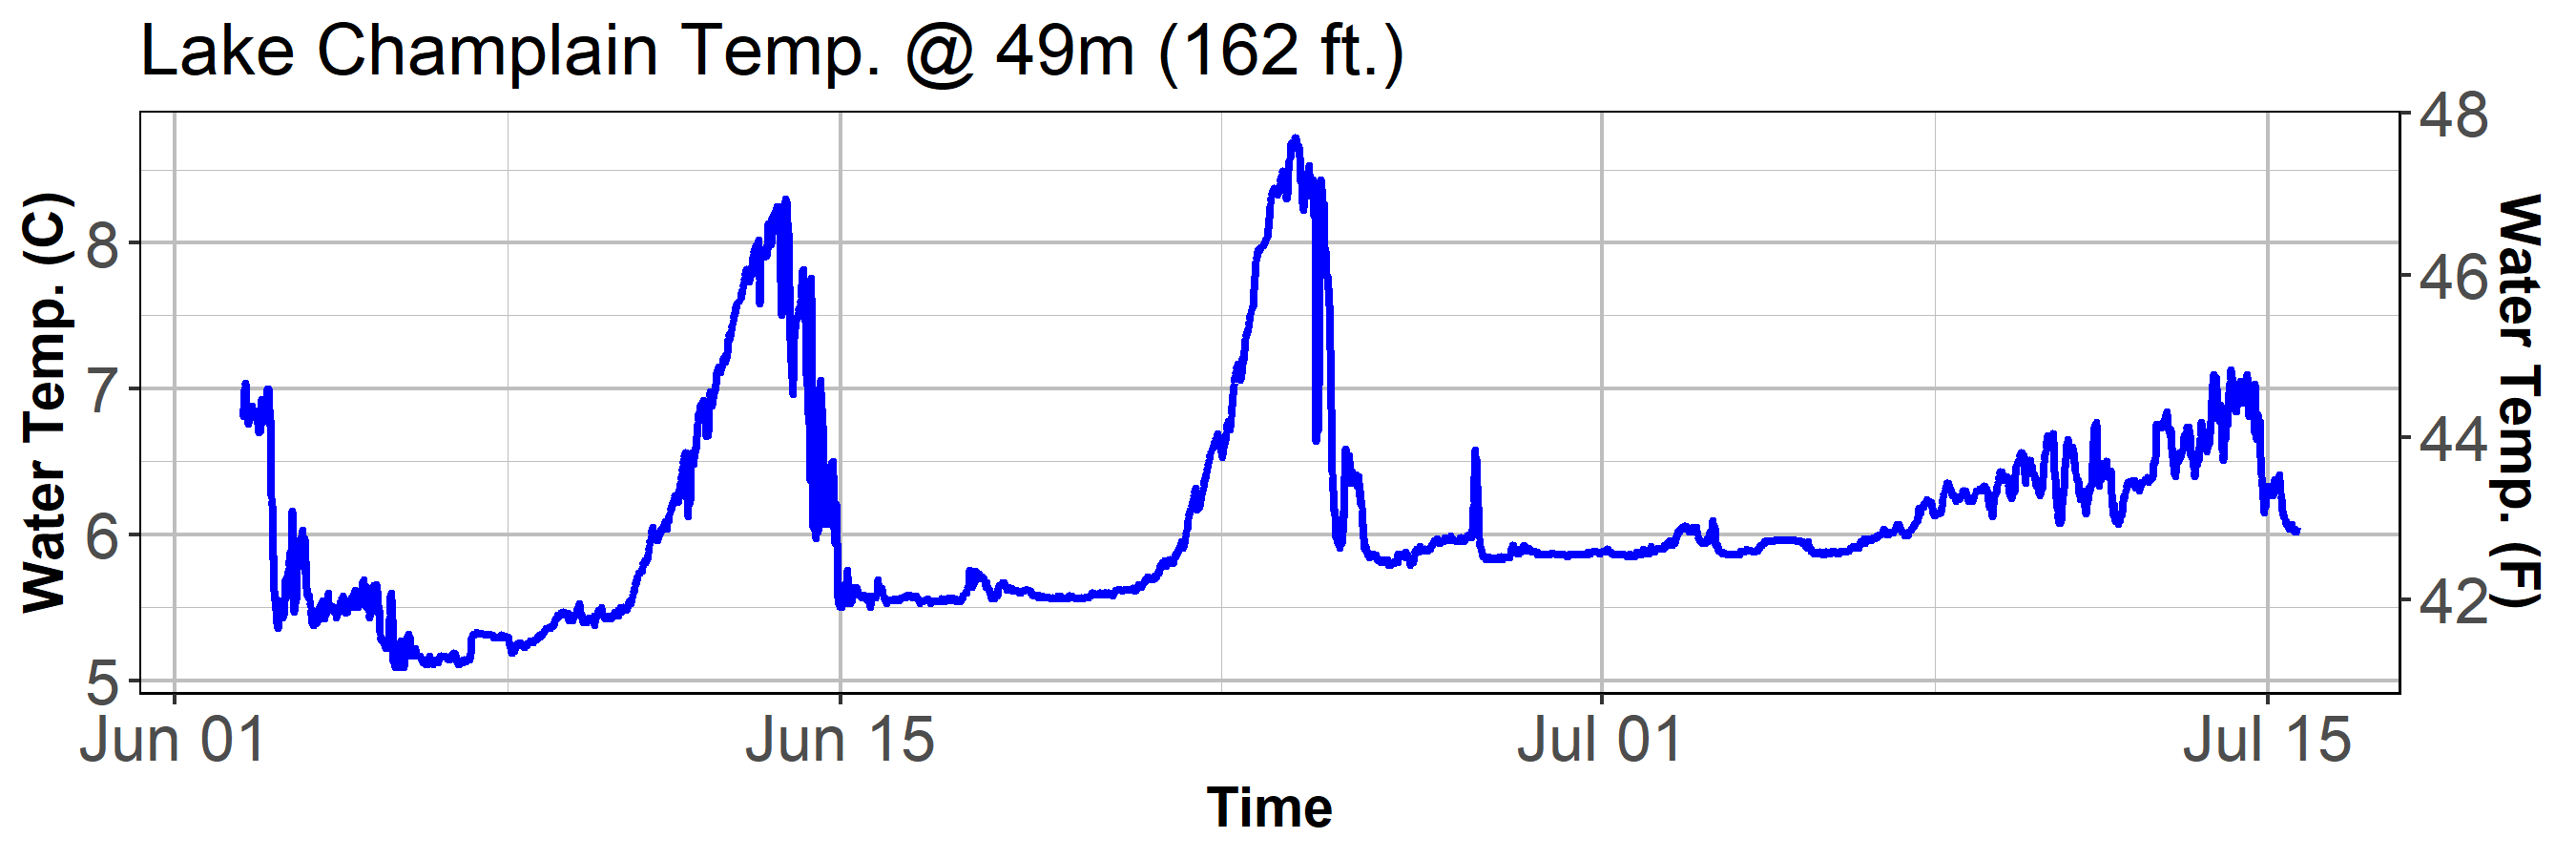 Lake Champlain Temp. @ 49m (162 ft.)
Water Temp. (C)
8
7
6
5
48
46
44
42
Water Temp. (F)
Jun 01
Jun 15
Jul 01
Jul 15
Time